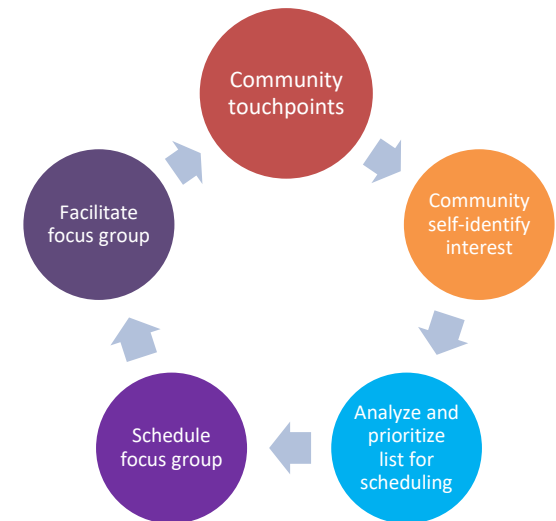 Community
touchpoints
Community
self-identify
interest
Analyze and
prioritize
list for
scheduling
Schedule
focus group
Facilitate
focus group